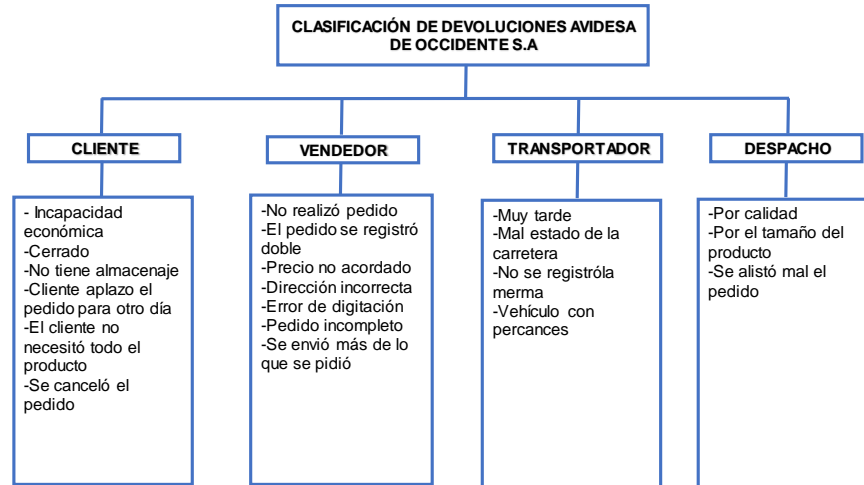 CLASIFICACIÓN DE DEVOLUCIONES AVIDESA
DE OCCIDENTE S.A
CLIENTE
- Incapacidad
económica
-Cerrado
-No tiene almacenaje
-Cliente aplazo el
pedido para otro día
-El cliente no
necesitó todo el
producto
-Se canceló el
pedido
VENDEDOR
-No realizó pedido
-El pedido se registró
doble
-Precio no acordado
-Dirección incorrecta
-Error de digitación
-Pedido incompleto
-Se envió más de lo
que se pidió
TRANSPORTADOR
-Muy tarde
-Mal estado de la
carretera
-No se registróla
merma
-Vehículo con
percances
DESPACHO
-Por calidad
-Por el tamaño del
producto
-Se alistó mal el
pedido